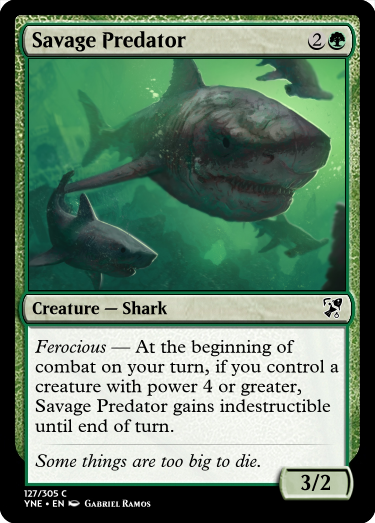 Savage Predator 2
Creature — Shark
Ferocious — At the beginning of
combat on your turn, if you control a
creature with power 4 or greater,
Savage Predator gains indestructible
until end of turn.
Some things are too big to die.
3/2
127/305 C
YNE • EN Gabriel Ramos